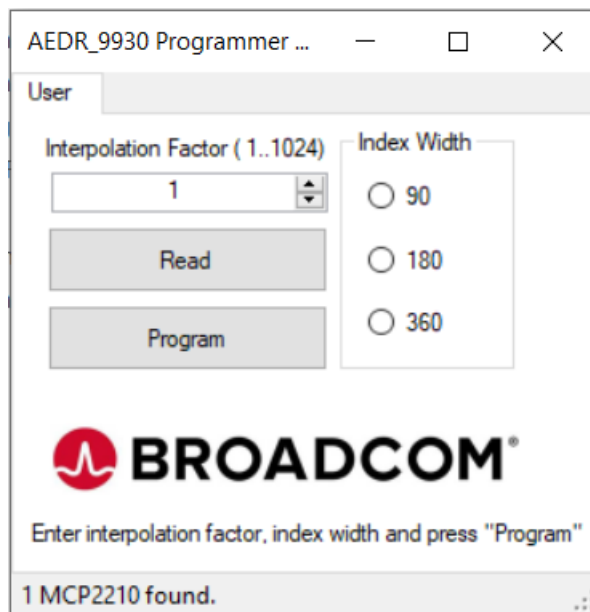 AEDR_9930 Programmer ...
User
Interpolation Factor ( 1..1024)
1
Read
Program
Index Width
90
180
360
BROADCOM®
Enter interpolation factor, index width and press "Program"
1 MCP2210 found.